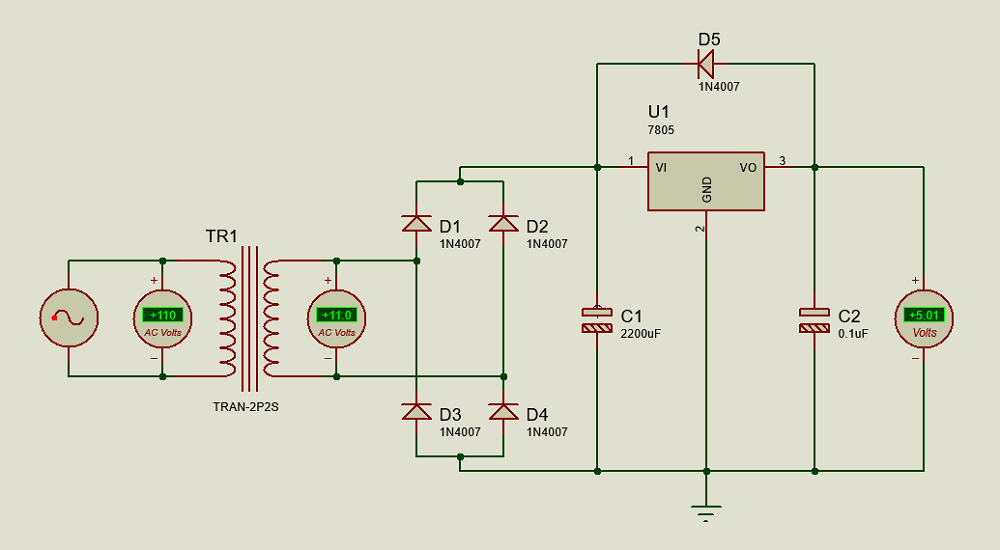 D5
1N4007
U1
7805
1
VI
VO
3
GND
2
D1
1N4007
D2
1N4007
TR1
+
+110
AC Volts
−
+
+11.0
AC Volts
−
TRAN-2P2S
C1
2200uF
C2
0.1uF
+
+5.01
Volts
−
D3
1N4007
D4
1N4007